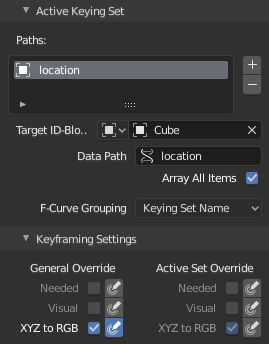 Active Keying Set
Paths:
location
Target ID-Blo..
Cube
Data Path
location
Array All Items
F-Curve Grouping
Keying Set Name
Keyframing Settings
General Override
Active Set Override
Needed
Needed
Visual
Visual
XYZ to RGB
XYZ to RGB